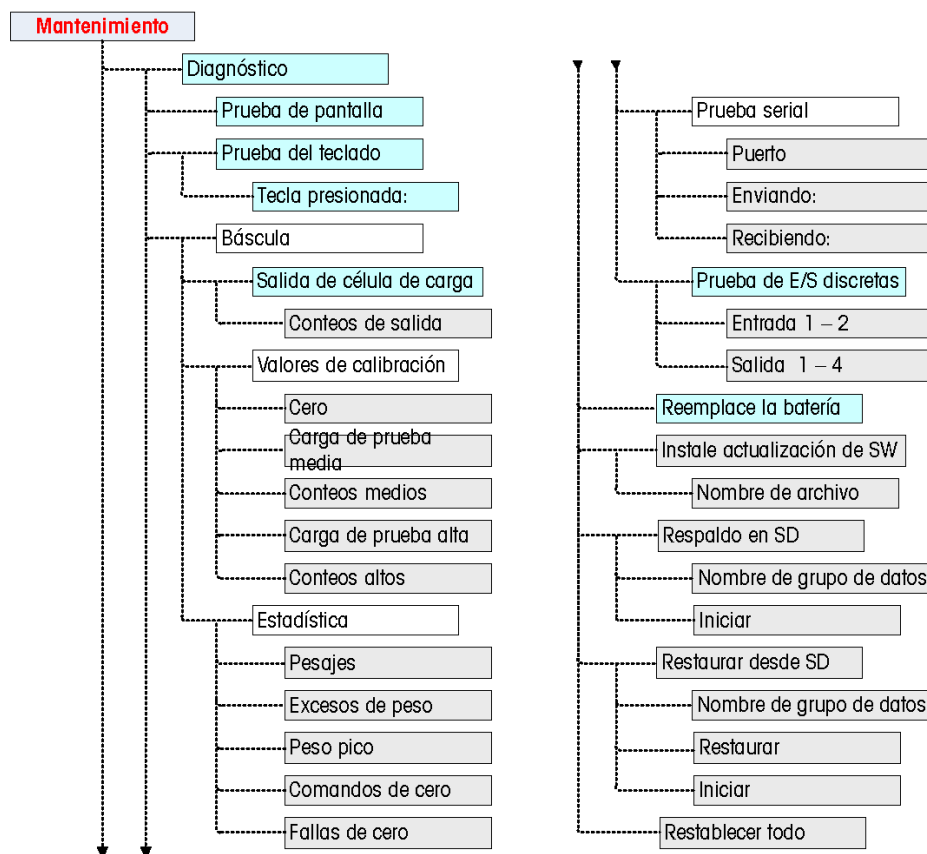 Mantenimiento
Diagnóstico
Prueba de pantalla
Prueba del teclado
Tecla presionada:
Báscula
Salida de célula de carga
Conteos de salida
Valores de calibración
Cero
Carga de prueba
media
Conteos medios
Carga de prueba alta
Conteos altos
Estadística
Pesajes
Excesos de peso
Peso pico
Comandos de cero
Fallas de cero
Prueba serial
Puerto
Enviando:
Recibiendo:
Prueba de E/S discretas
Entrada 1 – 2
Salida 1 – 4
Reemplace la batería
Instale actualización de SW
Nombre de archivo
Respaldo en SD
Nombre de grupo de datos
Iniciar
Restaurar desde SD
Nombre de grupo de datos
Restaurar
Iniciar
Restablecer todo